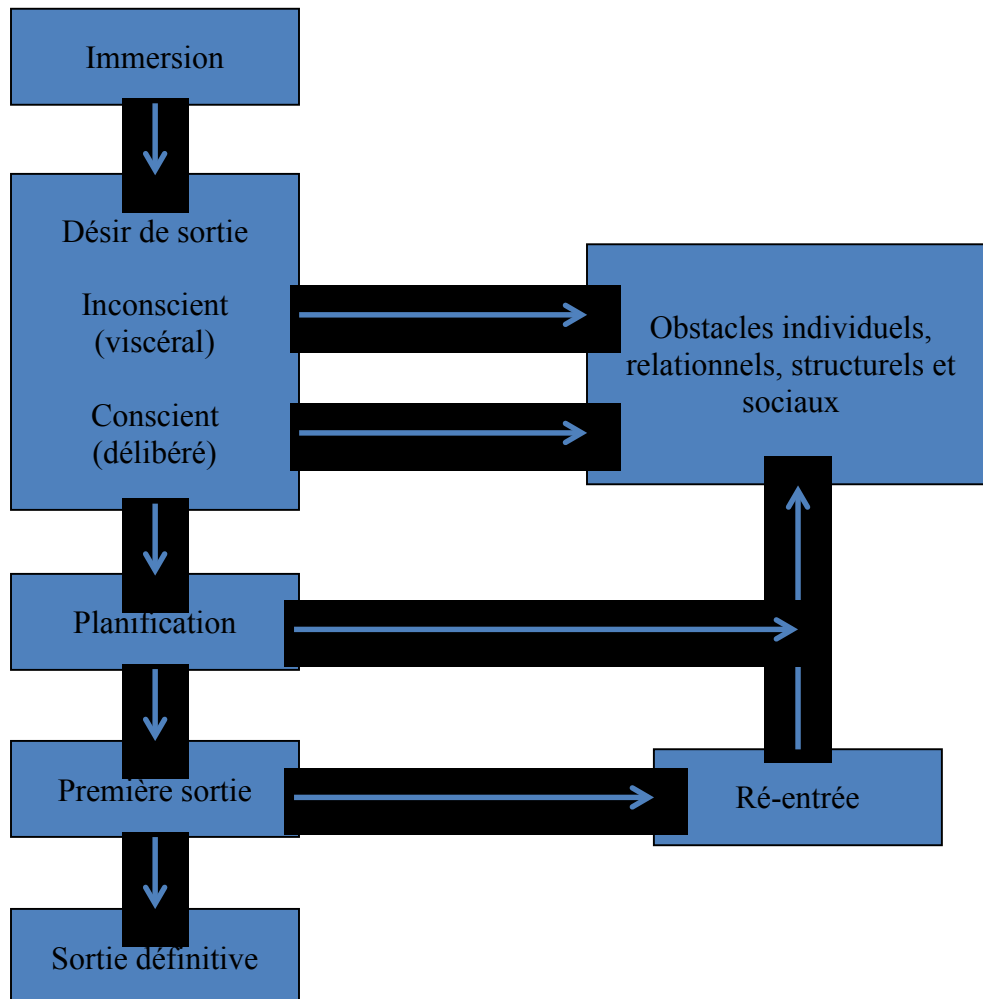 Immersion
Désir de sortie
Inconscient
(viscéral)
Conscient
(délibéré)
Obstacles individuels,
relationnels, structurels et
sociaux
Planification
Première sortie
Ré-entrée
Sortie définitive